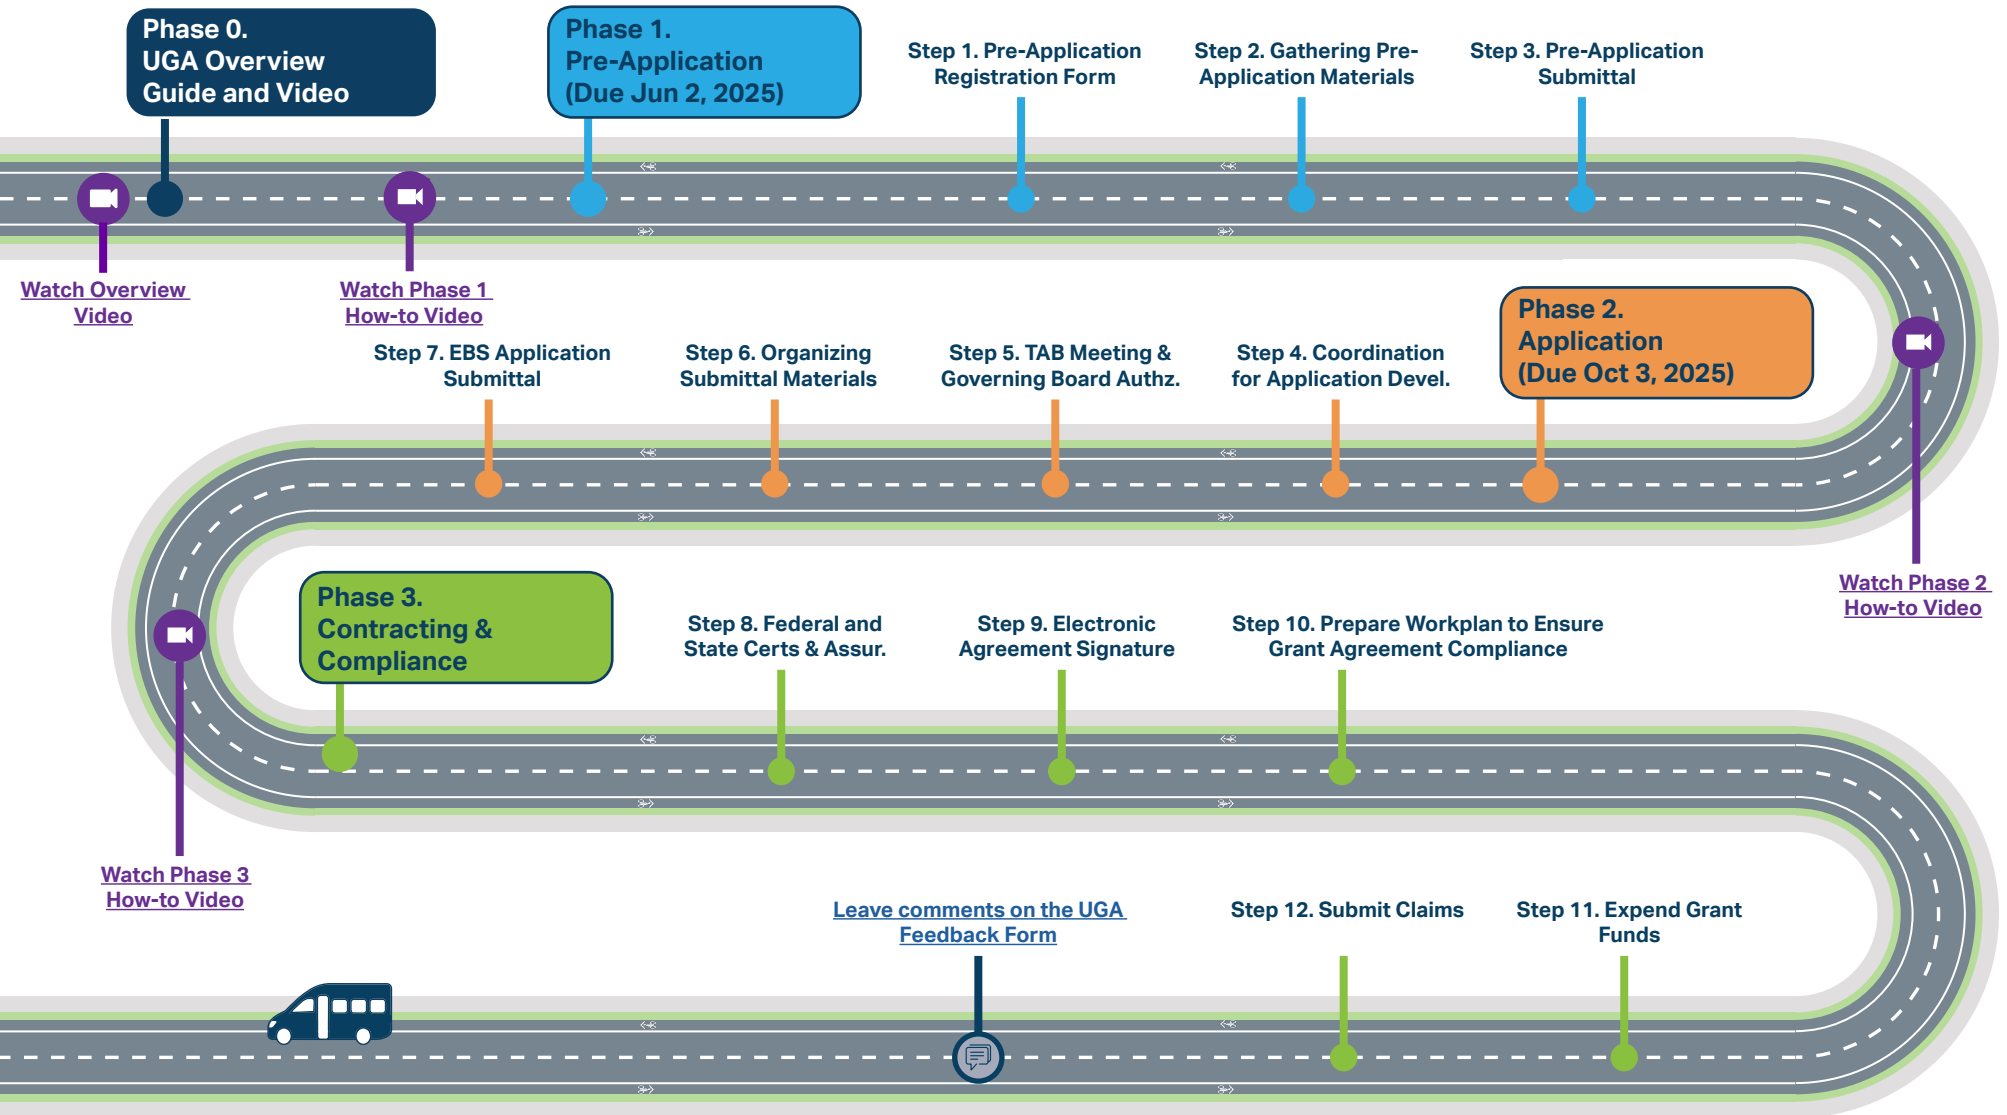 Phase 0.
UGA Overview
Guide and Video
Phase 1.
Pre-Application
(Due Jun 2, 2025)
Step 1. Pre-Application
Registration Form
Step 2. Gathering Pre-
Application Materials
Step 3. Pre-Application
Submittal
Watch Overview
Video
Watch Phase 1
How-to Video
Phase 2.
Application
(Due Oct 3, 2025)
Step 4. Coordination
for Application Devel.
Step 5. TAB Meeting &
Governing Board Authz.
Step 6. Organizing
Submittal Materials
Step 7. EBS Application
Submittal
Watch Phase 2
How-to Video
Phase 3.
Contracting &
Compliance
Step 8. Federal and
State Certs & Assur.
Step 9. Electronic
Agreement Signature
Step 10. Prepare Workplan to Ensure
Grant Agreement Compliance
Watch Phase 3
How-to Video
Step 11. Expend Grant
Funds
Step 12. Submit Claims
Leave comments on the UGA
Feedback Form